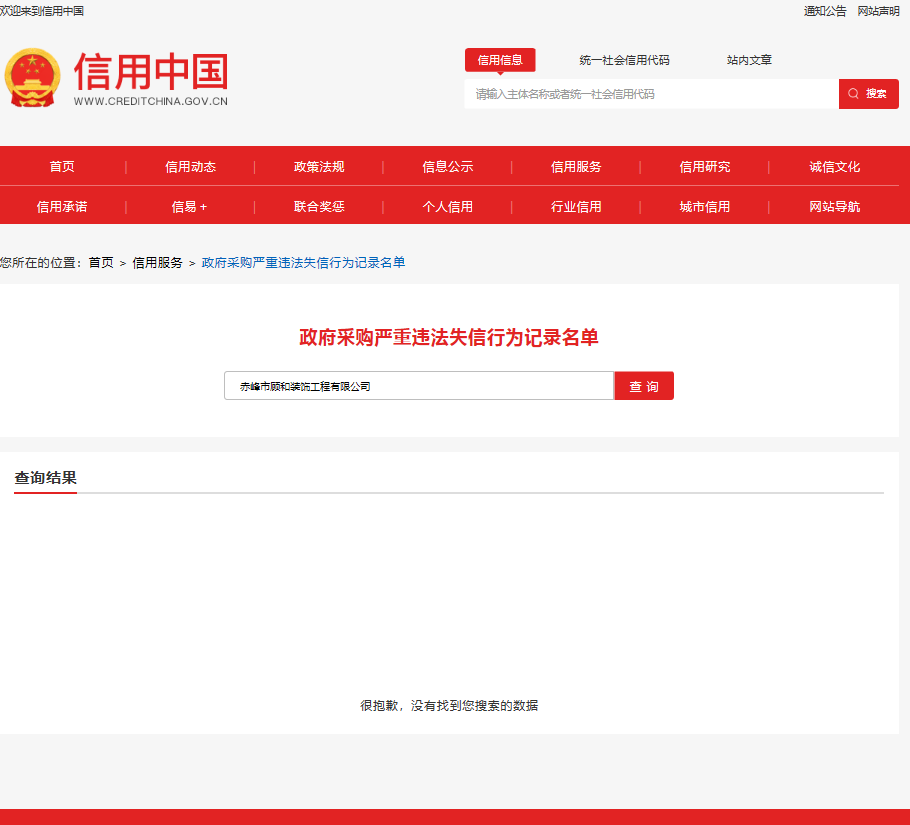 欢迎来到信用中国 通知公告 网站声明
信用中国
WWW.CREDITCHINA.GOV.CN
信用信息 统一社会信用代码 站内文章
请输入主体名称或者统一社会信用代码 搜索
首页 | 信用动态 | 政策法规 | 信息公示 | 信用服务 | 信用研究 | 诚信文化
信用承诺 | 信易+ | 联合奖惩 | 个人信用 | 行业信用 | 城市信用 | 网站导航
您所在的位置：首页 > 信用服务 > 政府采购严重违法失信行为记录名单
政府采购严重违法失信行为记录名单
赤峰市顾和装饰工程有限公司 查询
查询结果
很抱歉，没有找到您搜索的数据